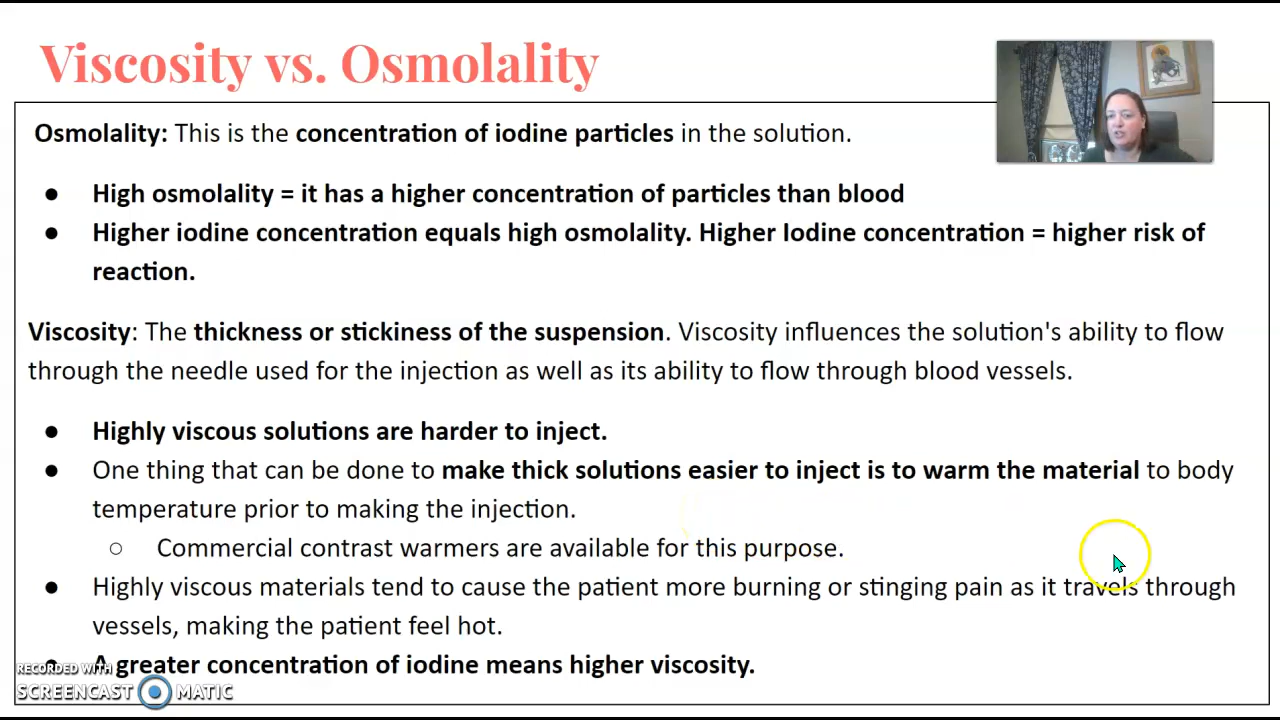 Viscosity vs. Osmolality
Osmolality: This is the concentration of iodine particles in the solution.
● High osmolality = it has a higher concentration of particles than blood
● Higher iodine concentration equals high osmolality. Higher Iodine concentration = higher risk of
reaction.
Viscosity: The thickness or stickiness of the suspension. Viscosity influences the solution's ability to flow
through the needle used for the injection as well as its ability to flow through blood vessels.
● Highly viscous solutions are harder to inject.
● One thing that can be done to make thick solutions easier to inject is to warm the material to body
temperature prior to making the injection.
○ Commercial contrast warmers are available for this purpose.
● Highly viscous materials tend to cause the patient more burning or stinging pain as it travels through
vessels, making the patient feel hot.
● A greater concentration of iodine means higher viscosity.
RECORDED WITH
SCREENCAST MATIC